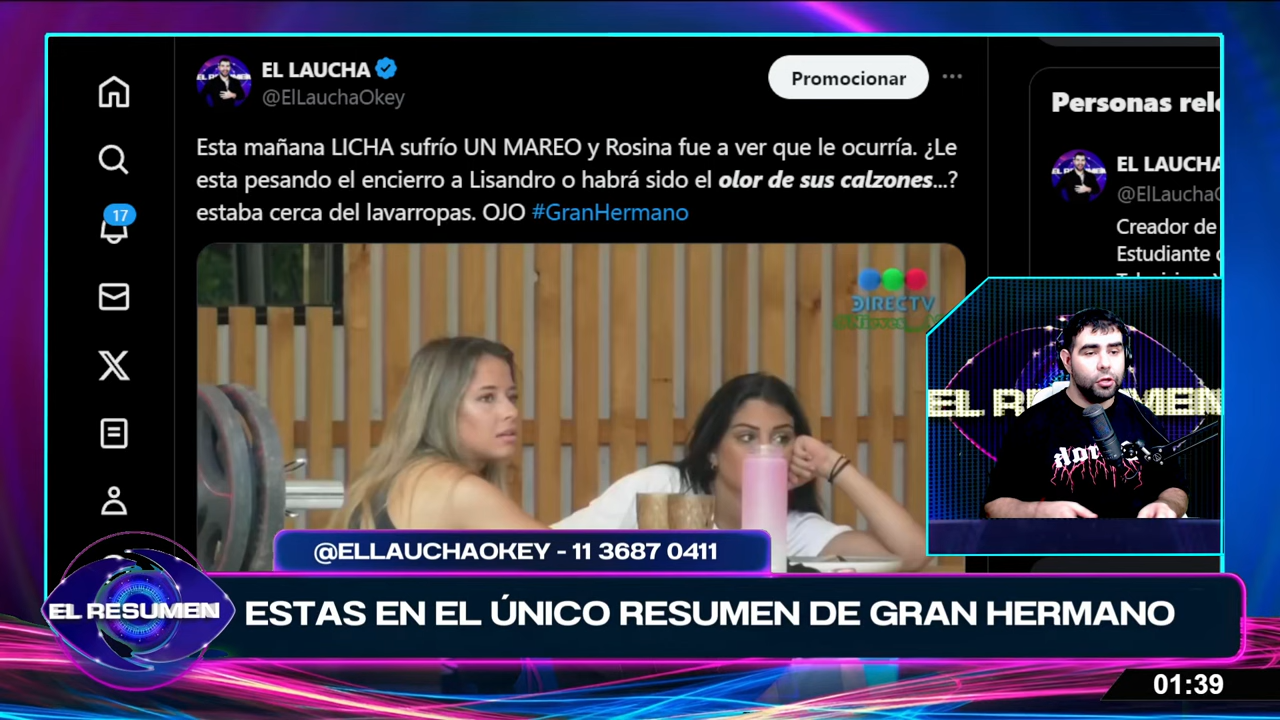 EL LAUCHA
@ElLauchaOkey
Promocionar
Esta mañana LICHA sufrío UN MAREO y Rosina fue a ver que le ocurría. ¿Le
esta pesando el encierro a Lisandro o habrá sido el olor de sus calzones...?
estaba cerca del lavarropas. OJO #GranHermano
17
Personas rel
EL LAUCHA
@ElLaucha
Creador de
Estudiante
DIRECTV
EL RESUMEN
@ELLAUCHAOKEY - 11 3687 0411
EL RESUMEN
ESTAS EN EL ÚNICO RESUMEN DE GRAN HERMANO
01:39